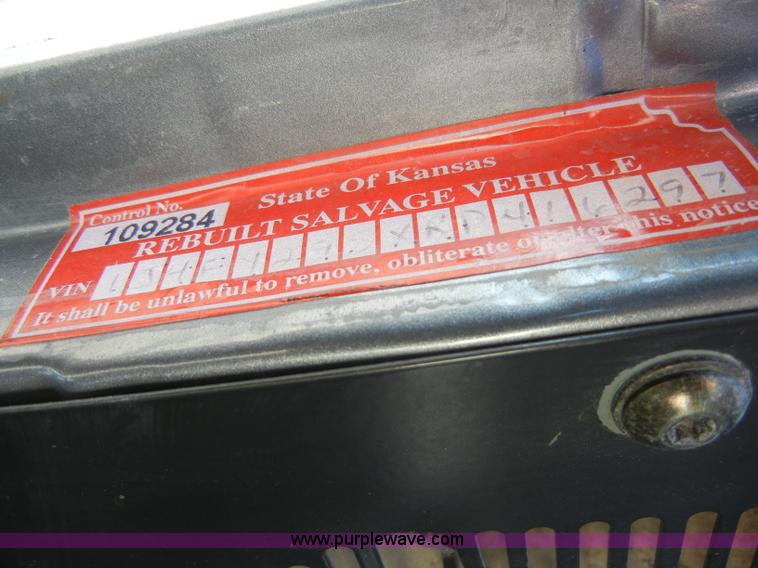 Control No.
109284
State Of Kansas
REBUILT SALVAGE VEHICLE
VIN
It shall be unlawful to remove, obliterate or alter this notice
www.purplewave.com